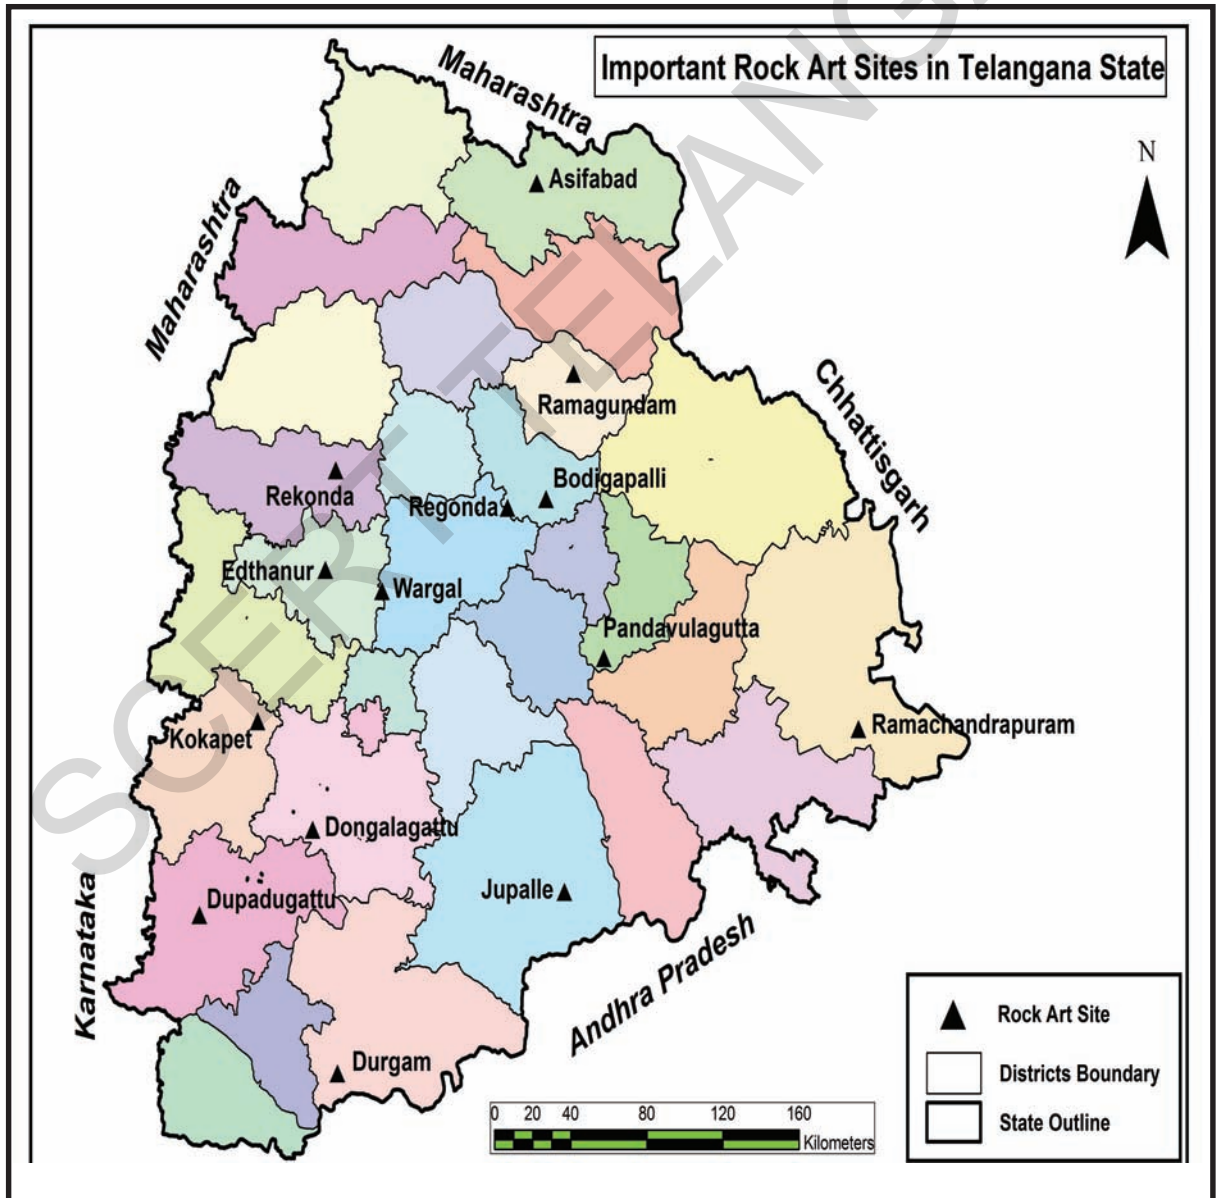 Important Rock Art Sites in Telangana State
Maharashtra
N
Asifabad
Maharashtra
Ramagundam
Chhattisgarh
Bodigapalli
Rekonda
Regonda
Edthanur
Wargal
Pandavulagutta
Kokapet
Ramachandrapuram
Dongalagattu
Karnataka
Dupadugattu
Jupalle
Andhra Pradesh
Durgam
Rock Art Site
Districts Boundary
State Outline
0 20 40 80 120 160
Kilometers
SCERT TELANGA